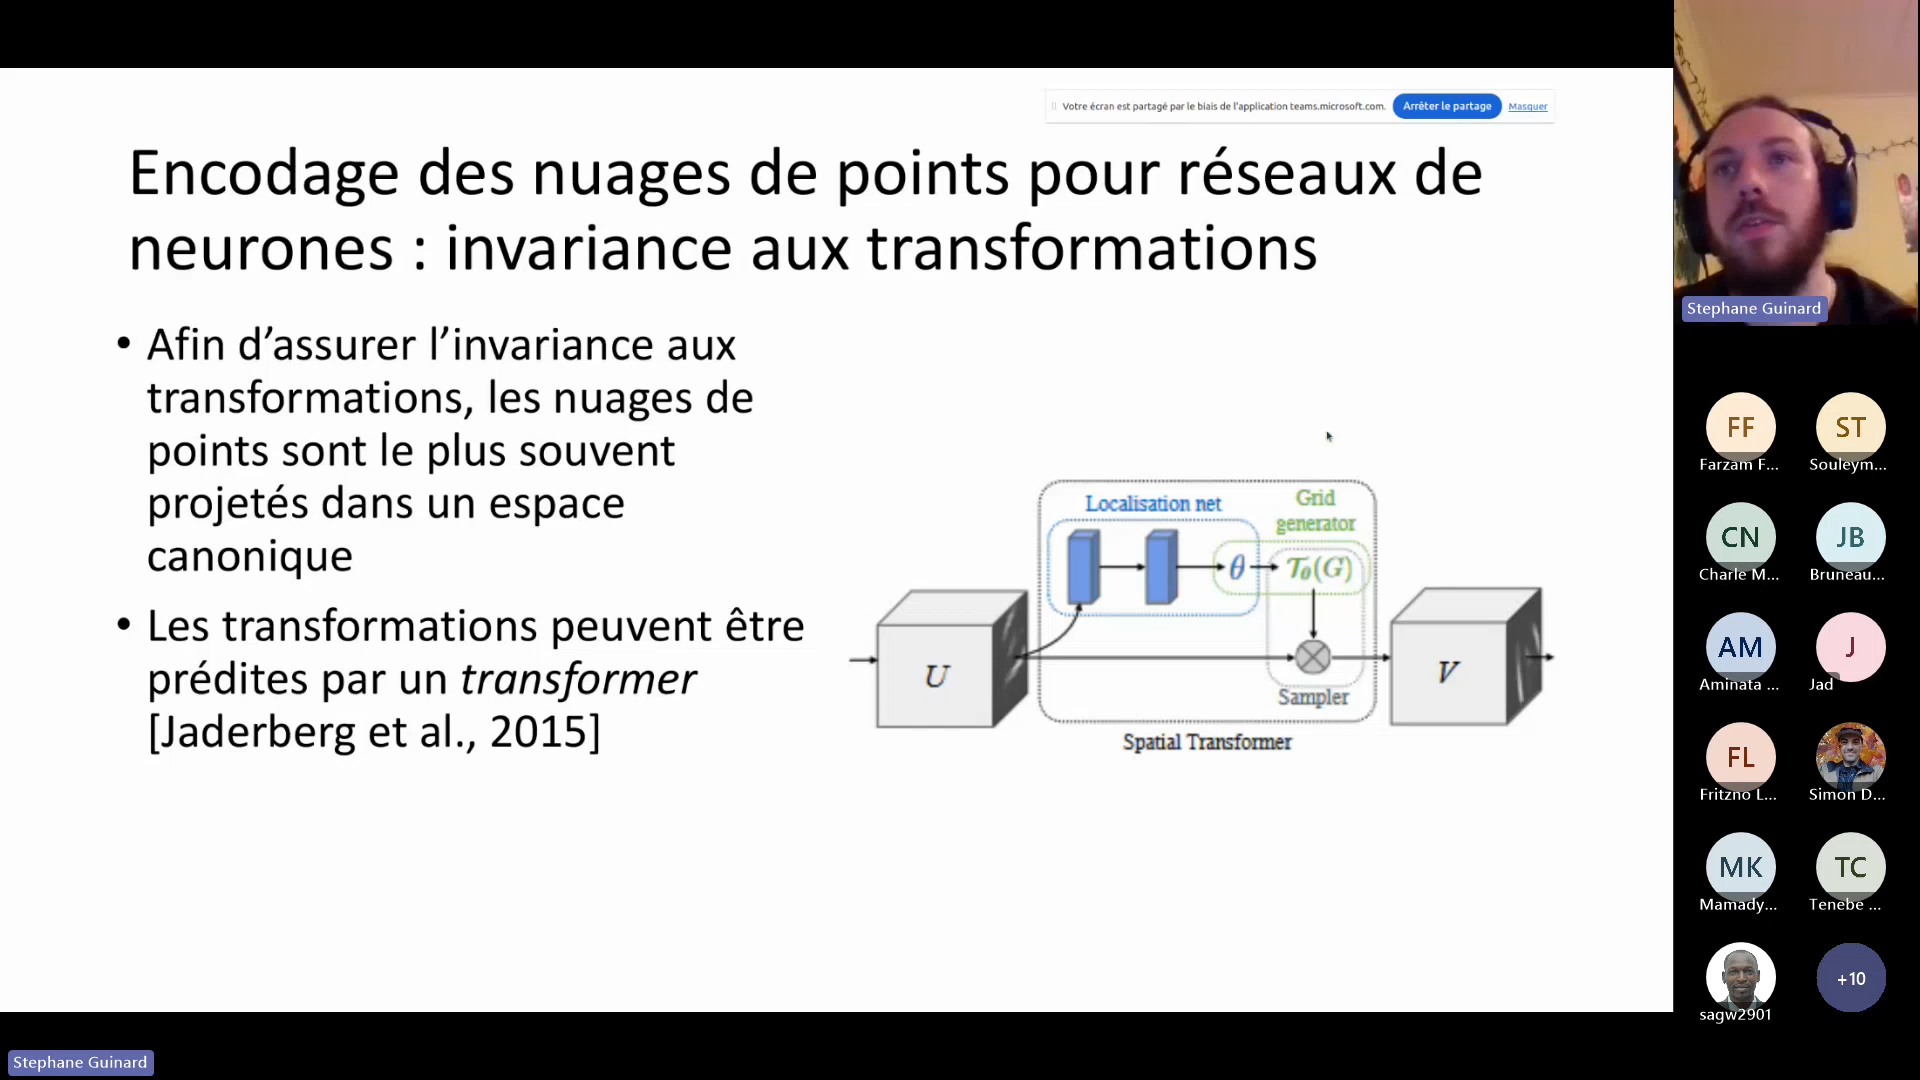 Votre écran est partagé par le biais de l'application teams.microsoft.com.
Arrêter le partage
Masquer
Encodage des nuages de points pour réseaux de
neurones : invariance aux transformations
• Afin d’assurer l’invariance aux
transformations, les nuages de
points sont le plus souvent
projetés dans un espace
canonique
• Les transformations peuvent être
prédites par un transformer
[Jaderberg et al., 2015]
Localisation net
Grid
generator
θ
Tθ(G)
U
V
Sampler
Spatial Transformer
Stephane Guinard
FF
Farzam F...
ST
Souleym...
CN
Charle M...
JB
Bruneau...
AM
Aminata ...
J
Jad
FL
Fritzno L...
Simon D...
MK
Mamady...
TC
Tenebe ...
sagw2901
+10
Stephane Guinard